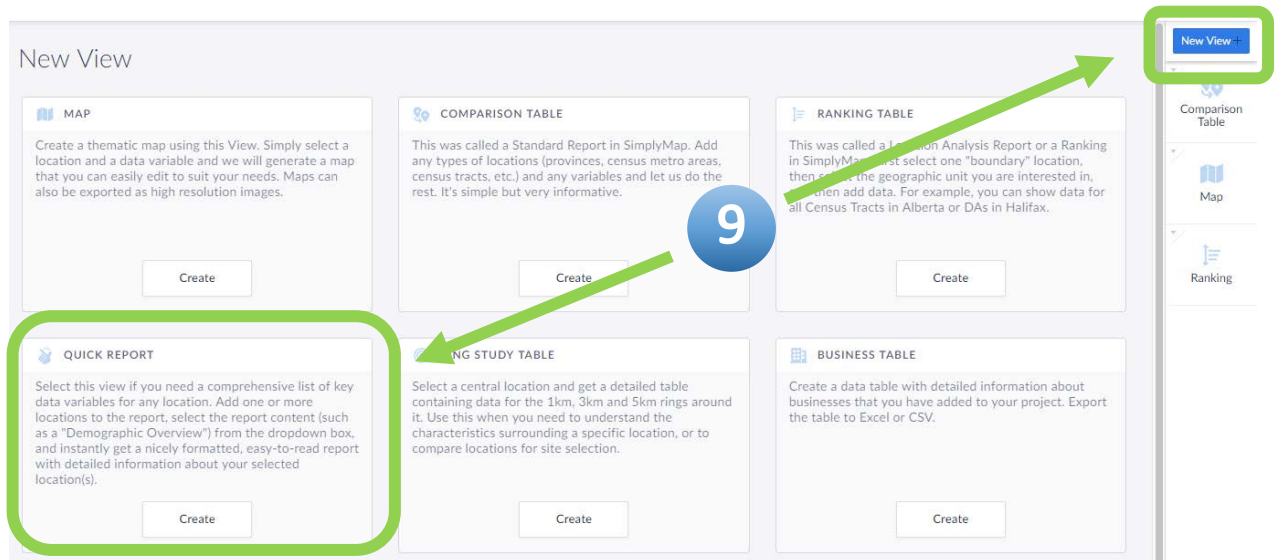 New View
New View+
MAP
Create a thematic map using this View. Simply select a
location and a data variable and we will generate a map
that you can easily edit to suit your needs. Maps can
also be exported as high resolution images.
Create
COMPARISON TABLE
This was called a Standard Report in SimplyMap. Add
any types of locations (provinces, census metro areas,
census tracts, etc.) and any variables and let us do the
rest. It's simple but very informative.
Create
RANKING TABLE
This was called a Location Analysis Report or a Ranking
in SimplyMap. First select one "boundary" location,
then select the geographic unit you are interested in,
and then add data. For example, you can show data for
all Census Tracts in Alberta or DAs in Halifax.
Create
9
QUICK REPORT
Select this view if you need a comprehensive list of key
data variables for any location. Add one or more
locations to the report, select the report content (such
as a "Demographic Overview") from the dropdown box,
and instantly get a nicely formatted, easy-to-read report
with detailed information about your selected
location(s).
Create
STUDY TABLE
Select a central location and get a detailed table
containing data for the 1km, 3km and 5km rings around
it. Use this when you need to understand the
characteristics surrounding a specific location, or to
compare locations for site selection.
Create
BUSINESS TABLE
Create a data table with detailed information about
businesses that you have added to your project. Export
the table to Excel or CSV.
Create
Comparison
Table
Map
Ranking